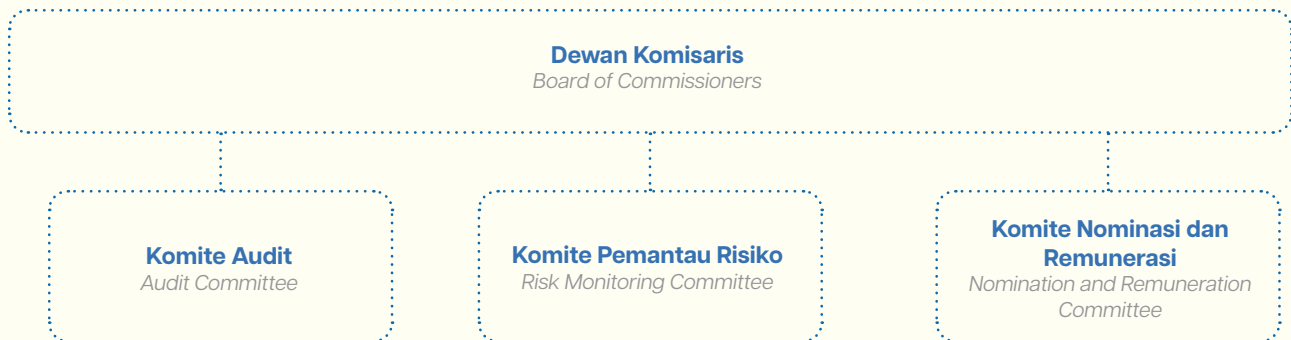 Dewan Komisaris
Board of Commissioners
Komite Audit
Audit Committee
Komite Pemantau Risiko
Risk Monitoring Committee
Komite Nominasi dan
Remunerasi
Nomination and Remuneration
Committee